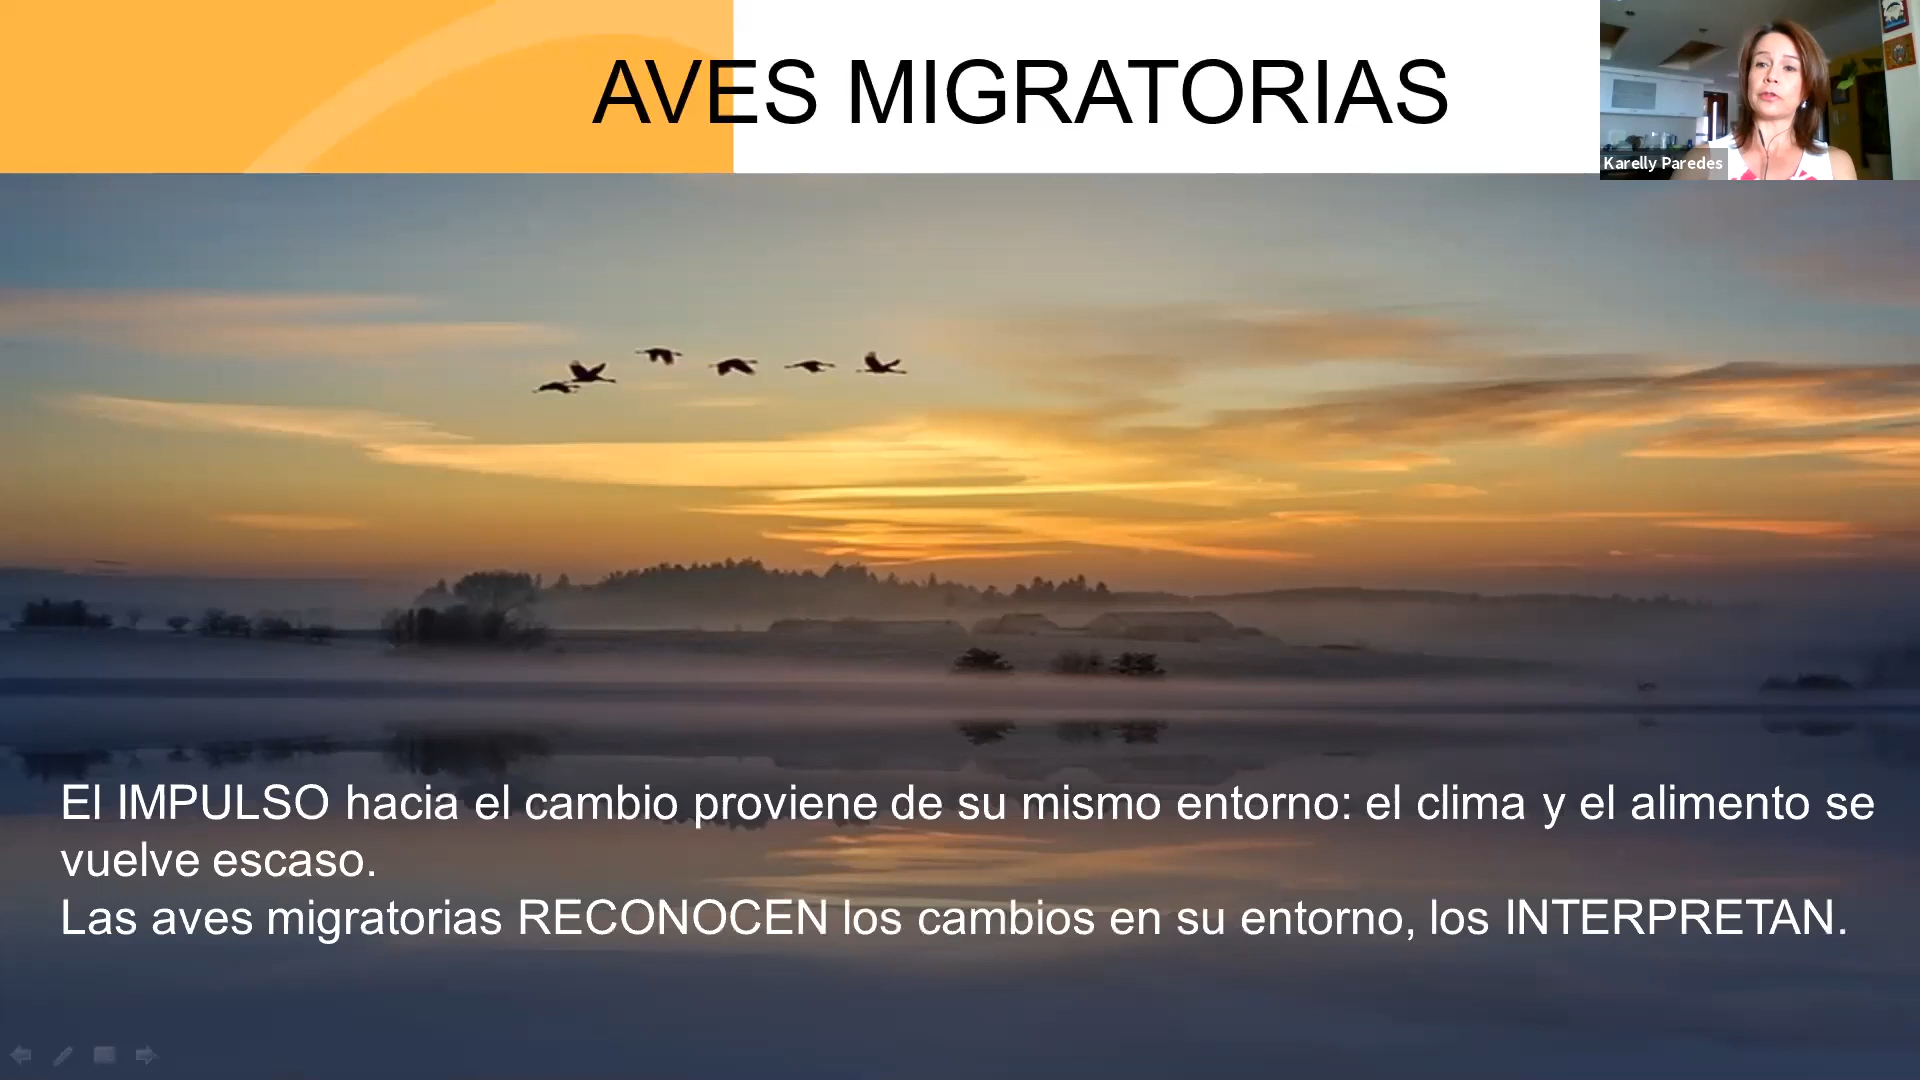 AVES MIGRATORIAS
Karelly Paredes
El IMPULSO hacia el cambio proviene de su mismo entorno: el clima y el alimento se
vuelve escaso.
Las aves migratorias RECONOCEN los cambios en su entorno, los INTERPRETAN.